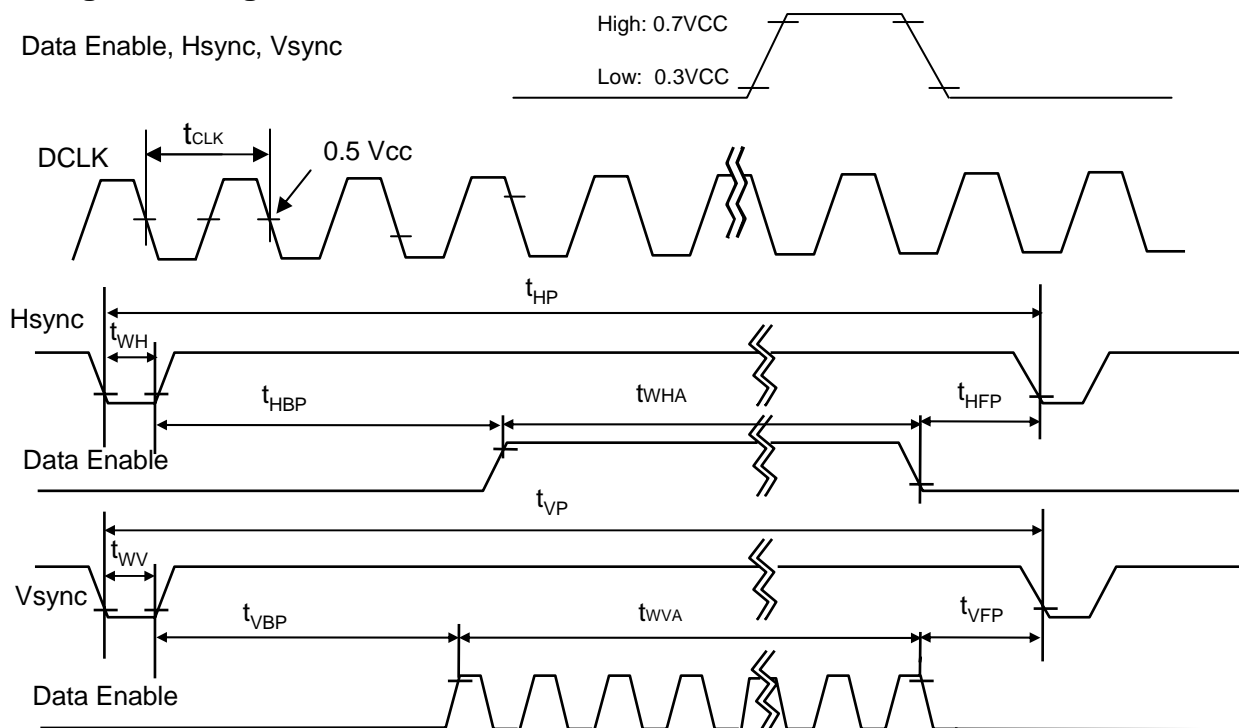 Data Enable, Hsync, Vsync
High: 0.7VCC
Low: 0.3VCC
DCLK
tCLK
0.5 Vcc
tHP
Hsync
tWH
tHBP
tWHA
tHFP
Data Enable
tVP
tWV
Vsync
tVBP
tWVA
tVFP
Data Enable